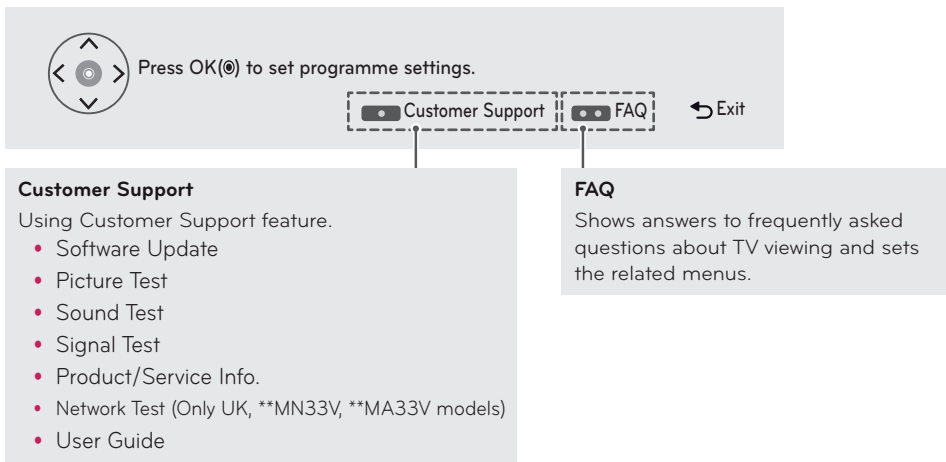 Press OK(◉) to set programme settings.
Customer Support FAQ Exit
Customer Support
Using Customer Support feature.
• Software Update
• Picture Test
• Sound Test
• Signal Test
• Product/Service Info.
• Network Test (Only UK, **MN33V, **MA33V models)
• User Guide
FAQ
Shows answers to frequently asked
questions about TV viewing and sets
the related menus.